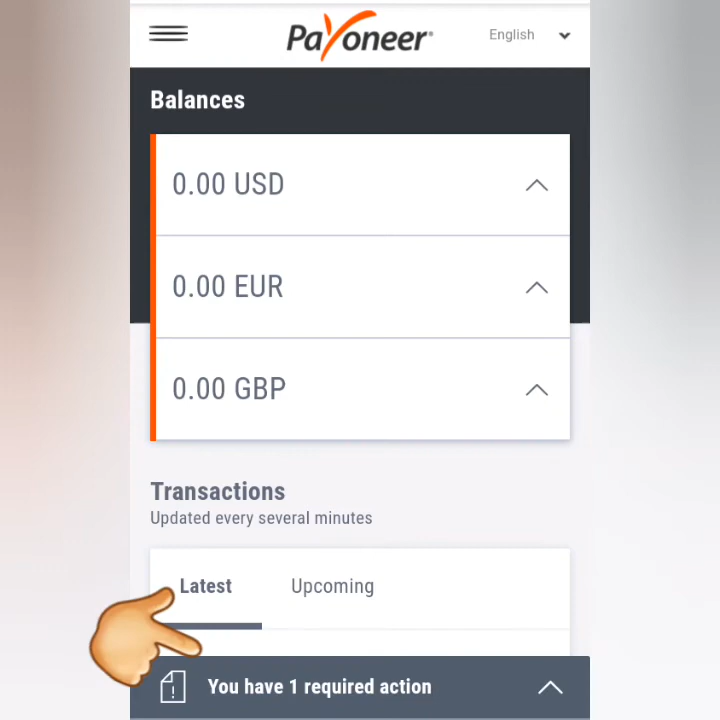 Payoneer
English
Balances
0.00 USD
0.00 EUR
0.00 GBP
Transactions
Updated every several minutes
Latest
Upcoming
You have 1 required action